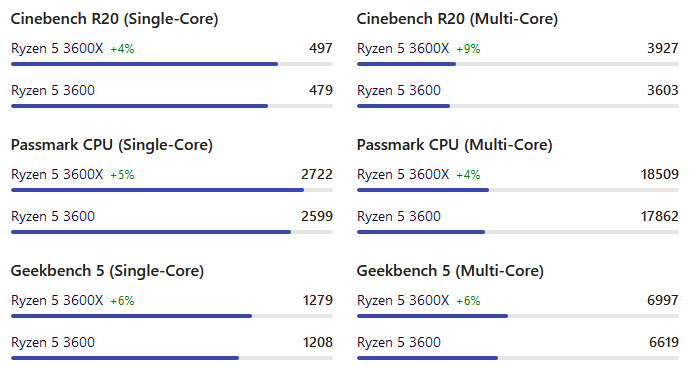 Cinebench R20 (Single-Core)
Ryzen 5 3600X +4% 497
Ryzen 5 3600 479
Passmark CPU (Single-Core)
Ryzen 5 3600X +5% 2722
Ryzen 5 3600 2599
Geekbench 5 (Single-Core)
Ryzen 5 3600X +6% 1279
Ryzen 5 3600 1208
Cinebench R20 (Multi-Core)
Ryzen 5 3600X +9% 3927
Ryzen 5 3600 3603
Passmark CPU (Multi-Core)
Ryzen 5 3600X +4% 18509
Ryzen 5 3600 17862
Geekbench 5 (Multi-Core)
Ryzen 5 3600X +6% 6997
Ryzen 5 3600 6619